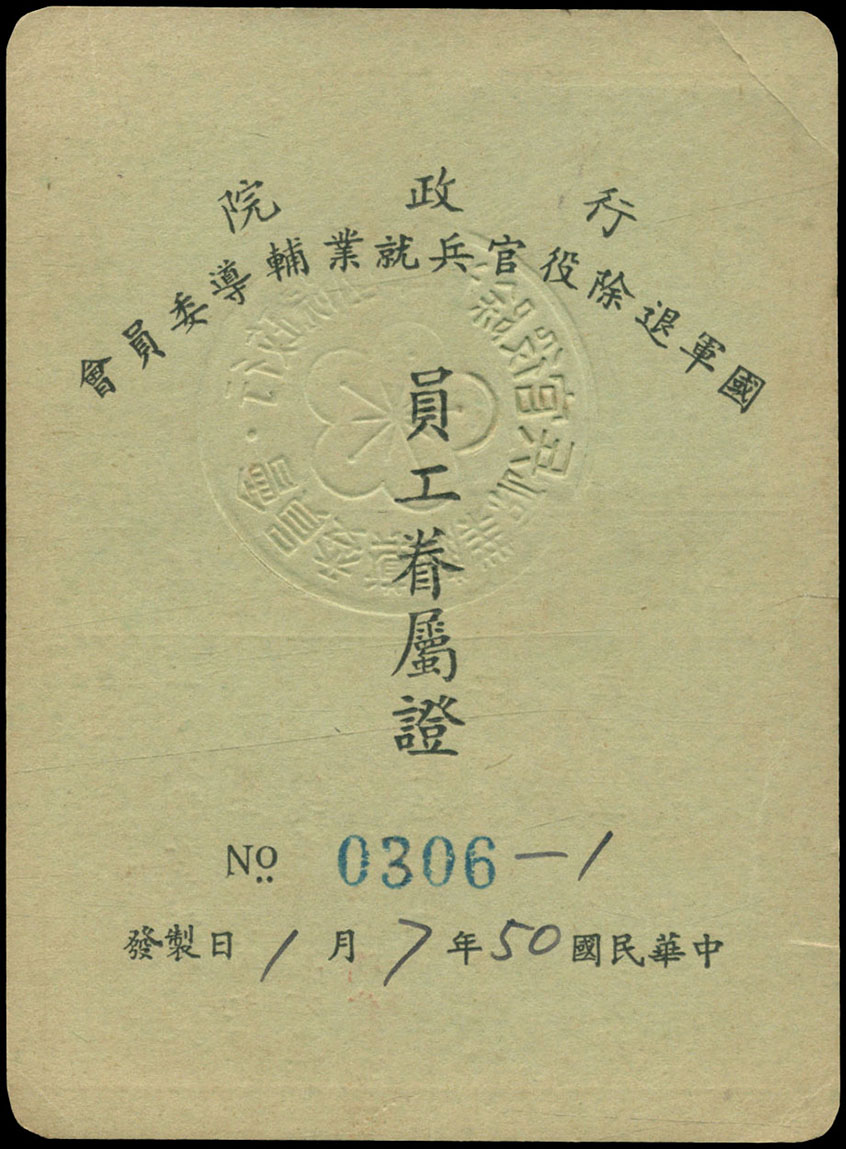 行政院
國軍退除役官兵就業輔導委員會
員工眷屬證
No 0306-1
中華民國50年7月1日製發